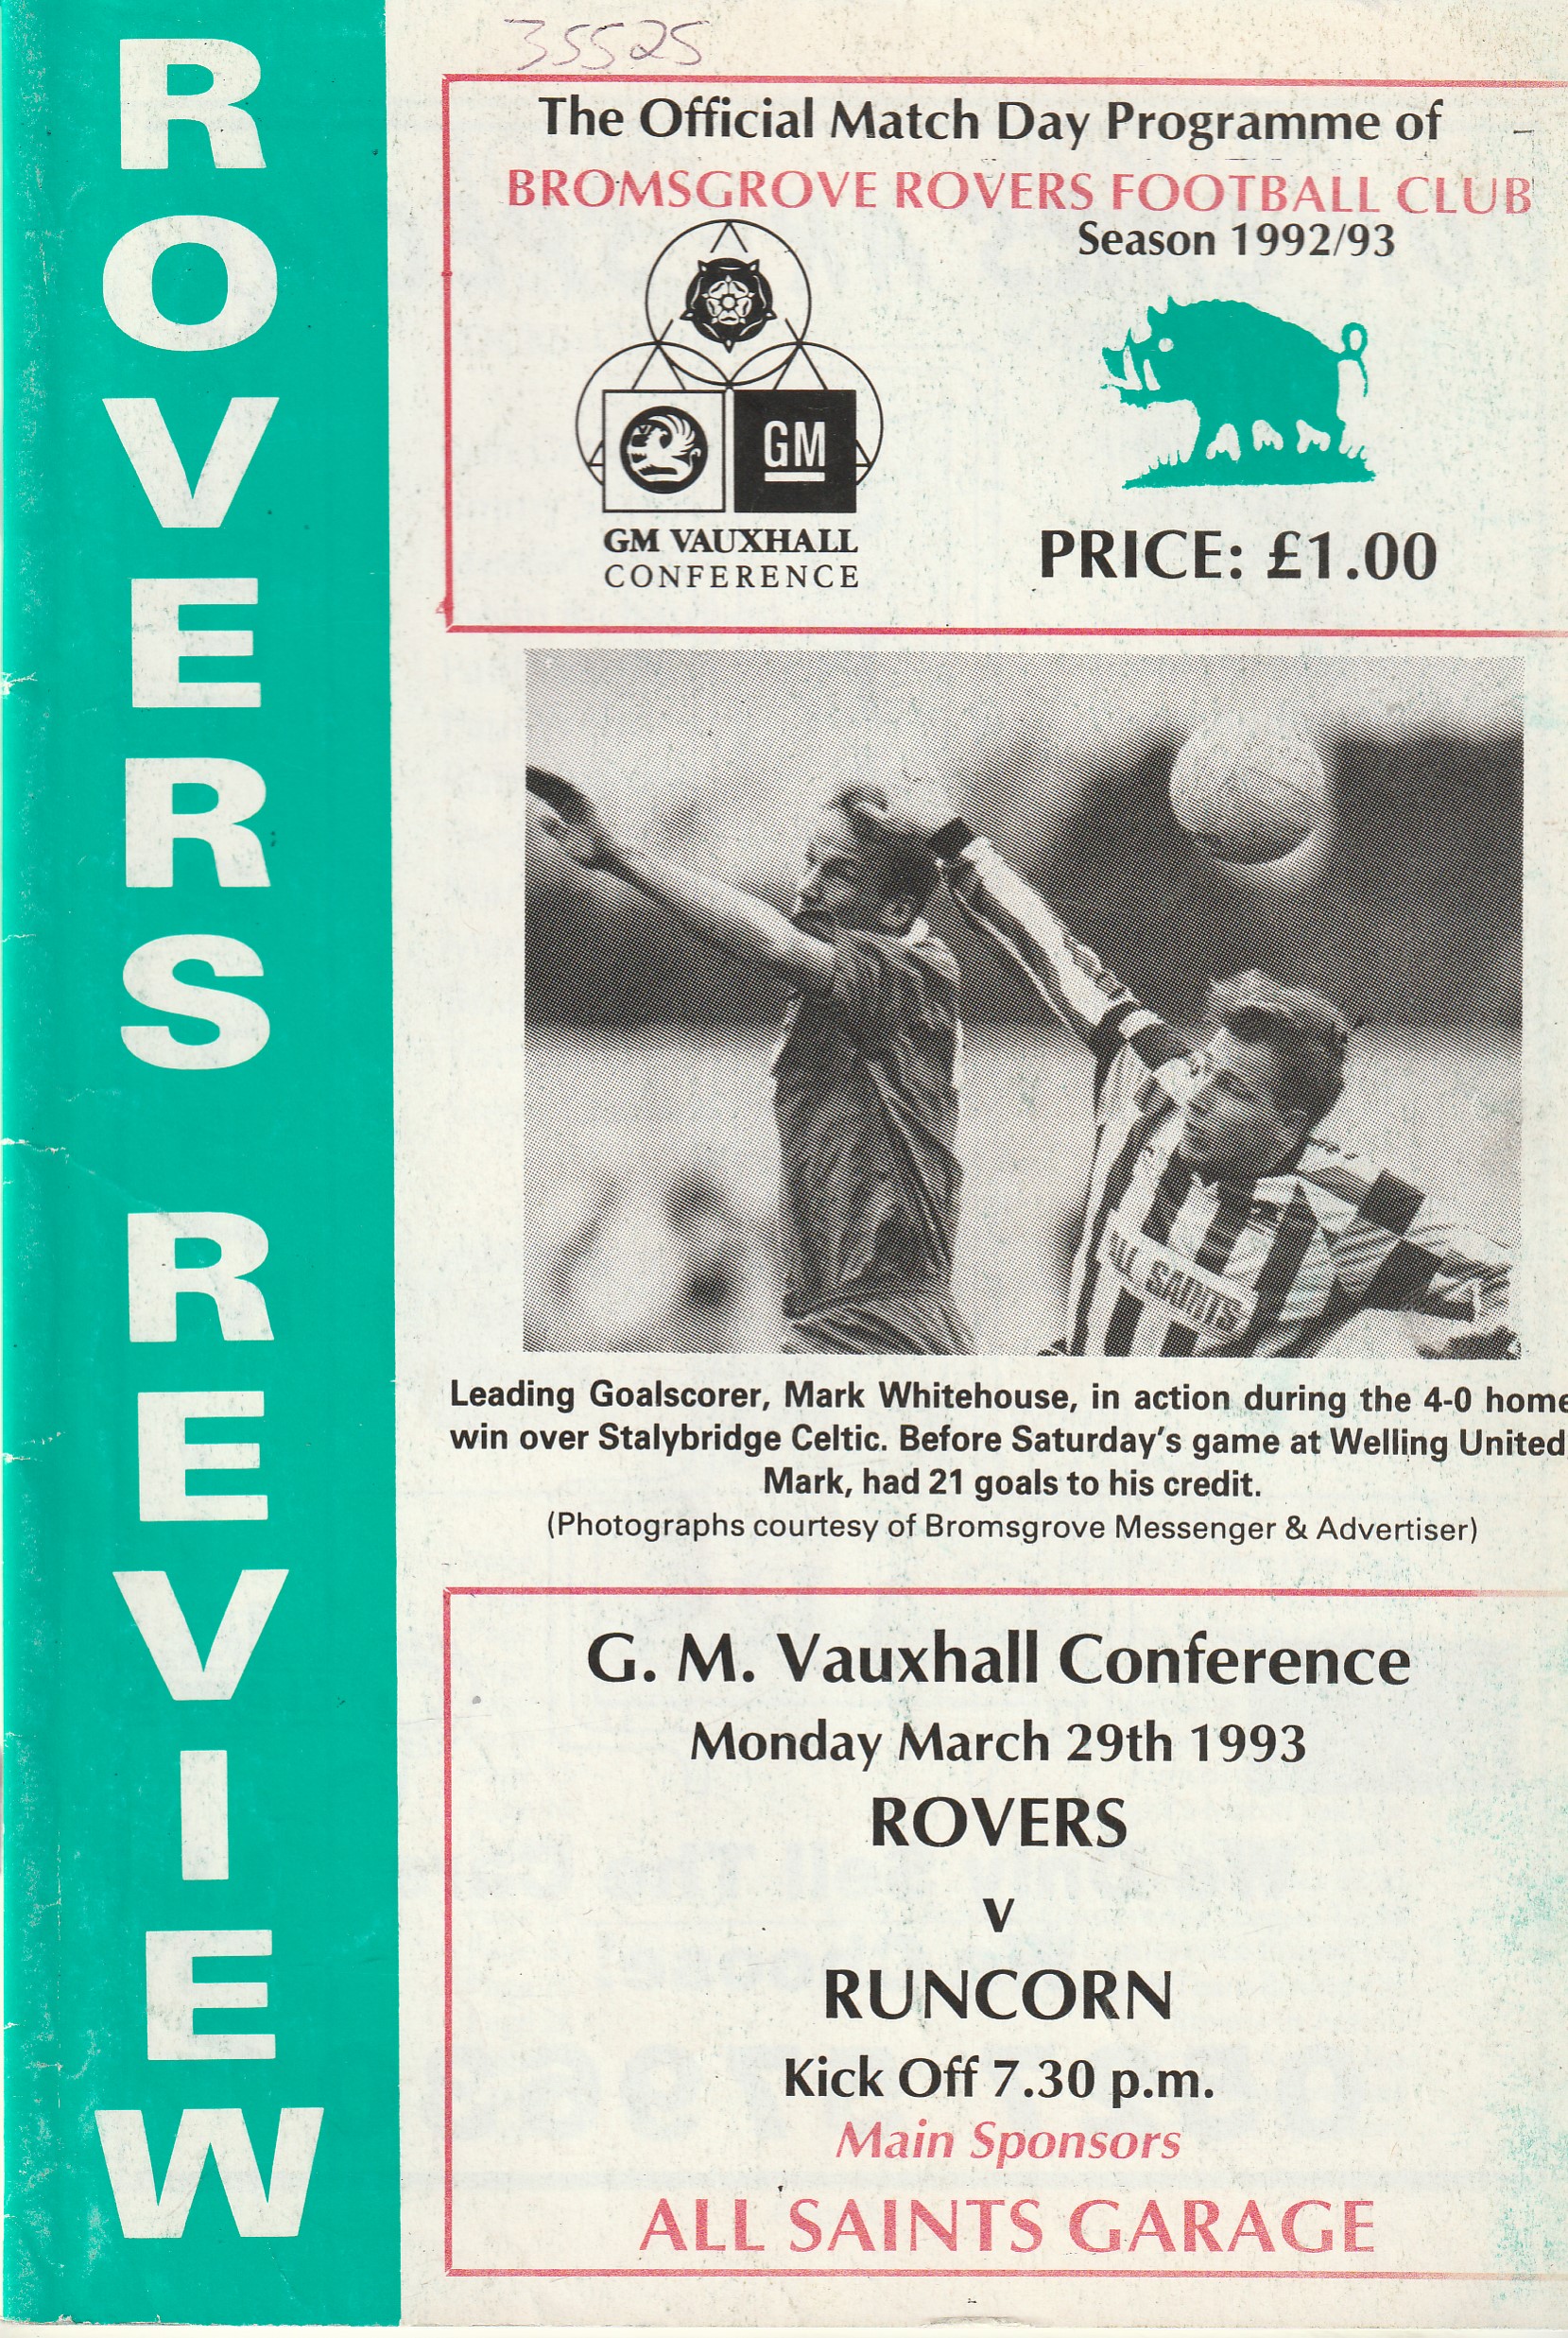 35525
ROVERS REVIEW
The Official Match Day Programme of
BROMSGROVE ROVERS FOOTBALL CLUB
Season 1992/93
GM
GM VAUXHALL
CONFERENCE
PRICE: £1.00
ALL SAINTS
Leading Goalscorer, Mark Whitehouse, in action during the 4-0 home
win over Stalybridge Celtic. Before Saturday's game at Welling United
Mark, had 21 goals to his credit.
(Photographs courtesy of Bromsgrove Messenger & Advertiser)
G. M. Vauxhall Conference
Monday March 29th 1993
ROVERS
v
RUNCORN
Kick Off 7.30 p.m.
Main Sponsors
ALL SAINTS GARAGE